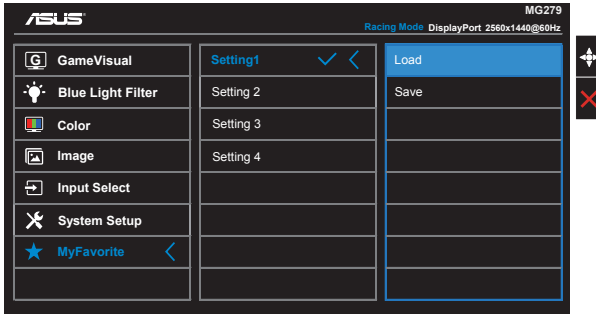 ASUS
MG279
Racing Mode DisplayPort 2560x1440@60Hz
G GameVisual
Blue Light Filter
Color
Image
Input Select
System Setup
MyFavorite
Setting1
Setting 2
Setting 3
Setting 4
Load
Save